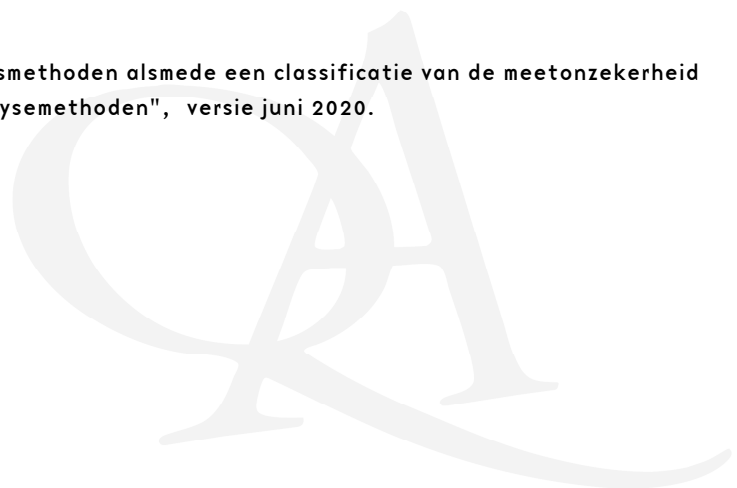 smethoden alsmede een classificatie van de meetonzekerheid
ysemethoden", versie juni 2020.